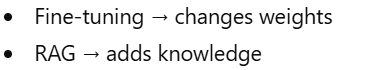 • Fine-tuning → changes weights
• RAG → adds knowledge